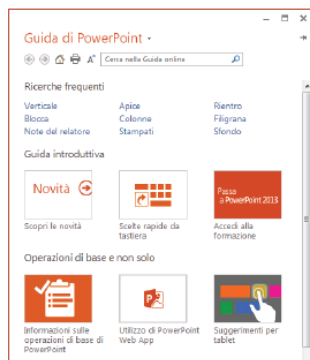 Guida di PowerPoint
Cerca nella Guida online
Ricerche frequenti
Verticale Apice Rientro
Blocca Colonne Filigrana
Note del relatore Stampati Sfondo
Guida introduttiva
Novità
Passa
a PowerPoint 2013
Scopri le novità Scelte rapide da Accedi alla
tastiera formazione
Operazioni di base e non solo
Informazioni sulle Utilizzo di PowerPoint Suggerimenti per
operazioni di base di Web App tablet
PowerPoint